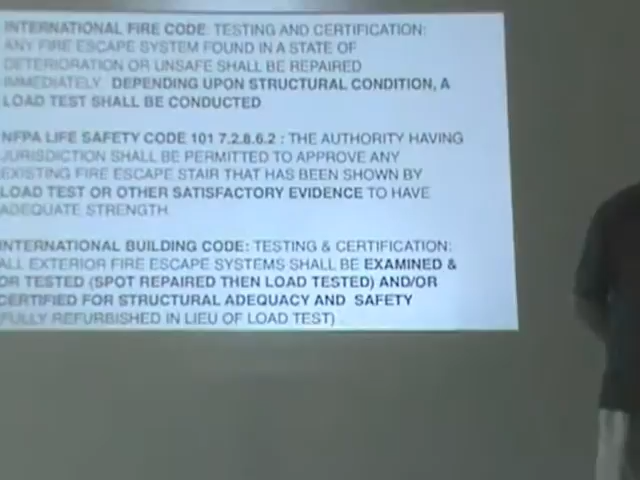 INTERNATIONAL FIRE CODE: TESTING AND CERTIFICATION:
ANY FIRE ESCAPE SYSTEM FOUND IN A STATE OF
DETERIORATION OR UNSAFE SHALL BE REPAIRED
IMMEDIATELY. DEPENDING UPON STRUCTURAL CONDITION, A
LOAD TEST SHALL BE CONDUCTED
NFPA LIFE SAFETY CODE 101 7.2.8.6.2 : THE AUTHORITY HAVING
JURISDICTION SHALL BE PERMITTED TO APPROVE ANY
EXISTING FIRE ESCAPE STAIR THAT HAS BEEN SHOWN BY
LOAD TEST OR OTHER SATISFACTORY EVIDENCE TO HAVE
ADEQUATE STRENGTH.
INTERNATIONAL BUILDING CODE: TESTING & CERTIFICATION:
ALL EXTERIOR FIRE ESCAPE SYSTEMS SHALL BE EXAMINED &
OR TESTED (SPOT REPAIRED THEN LOAD TESTED) AND/OR
CERTIFIED FOR STRUCTURAL ADEQUACY AND SAFETY
(FULLY REFURBISHED IN LIEU OF LOAD TEST)